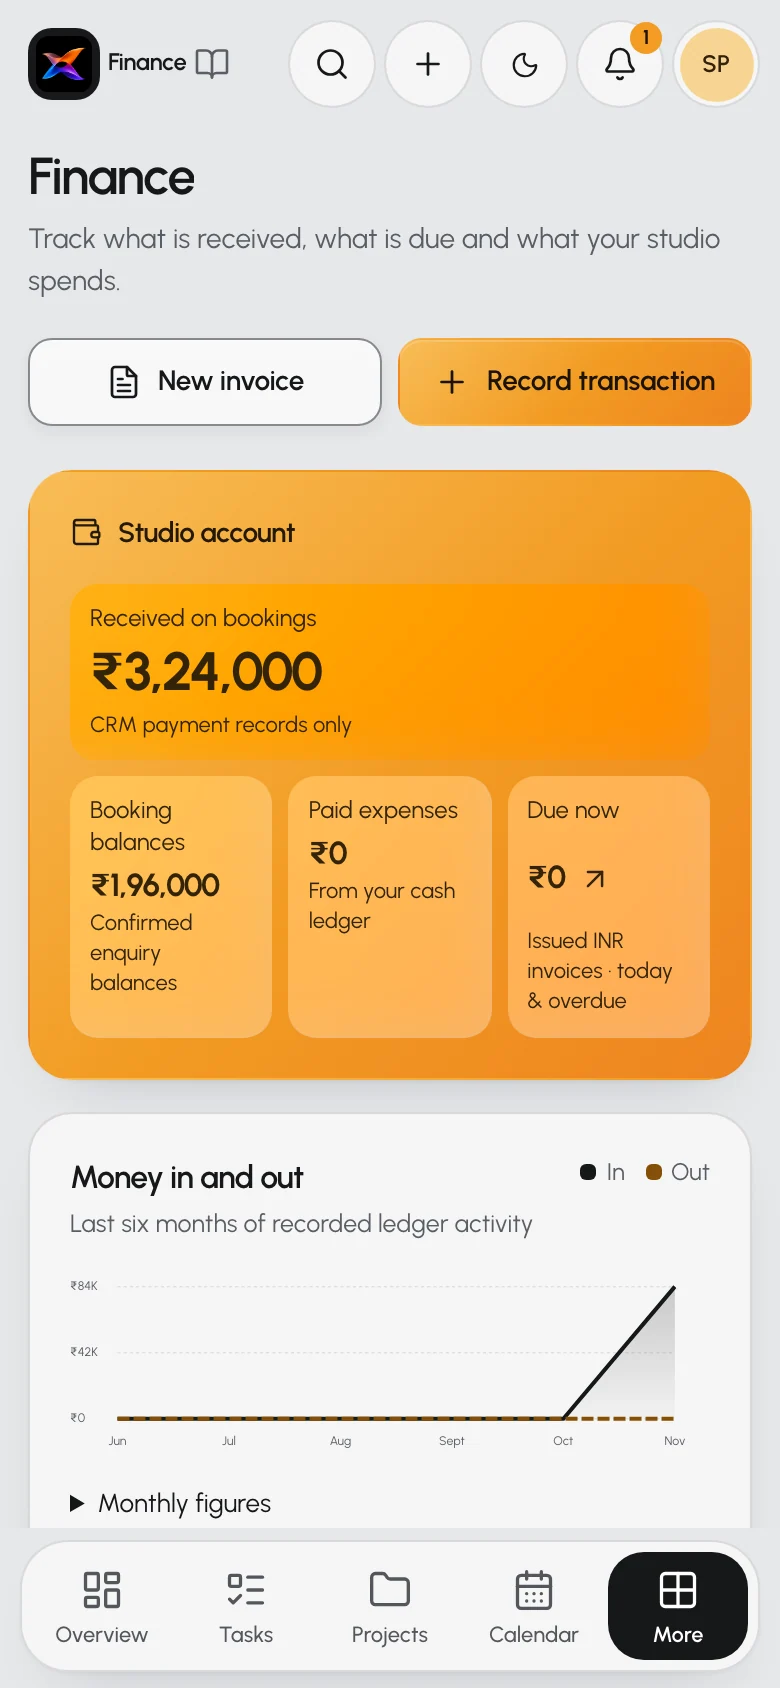 Finance
1
SP
Finance
Track what is received, what is due and what your studio
spends.
New invoice
Record transaction
Studio account
Received on bookings
₹3,24,000
CRM payment records only
Booking
balances
₹1,96,000
Confirmed
enquiry
balances
Paid expenses
₹0
From your cash
ledger
Due now
₹0
Issued INR
invoices · today
& overdue
Money in and out
In
Out
Last six months of recorded ledger activity
₹84K
₹42K
₹0
Jun
Jul
Aug
Sept
Oct
Nov
Monthly figures
Overview
Tasks
Projects
Calendar
More